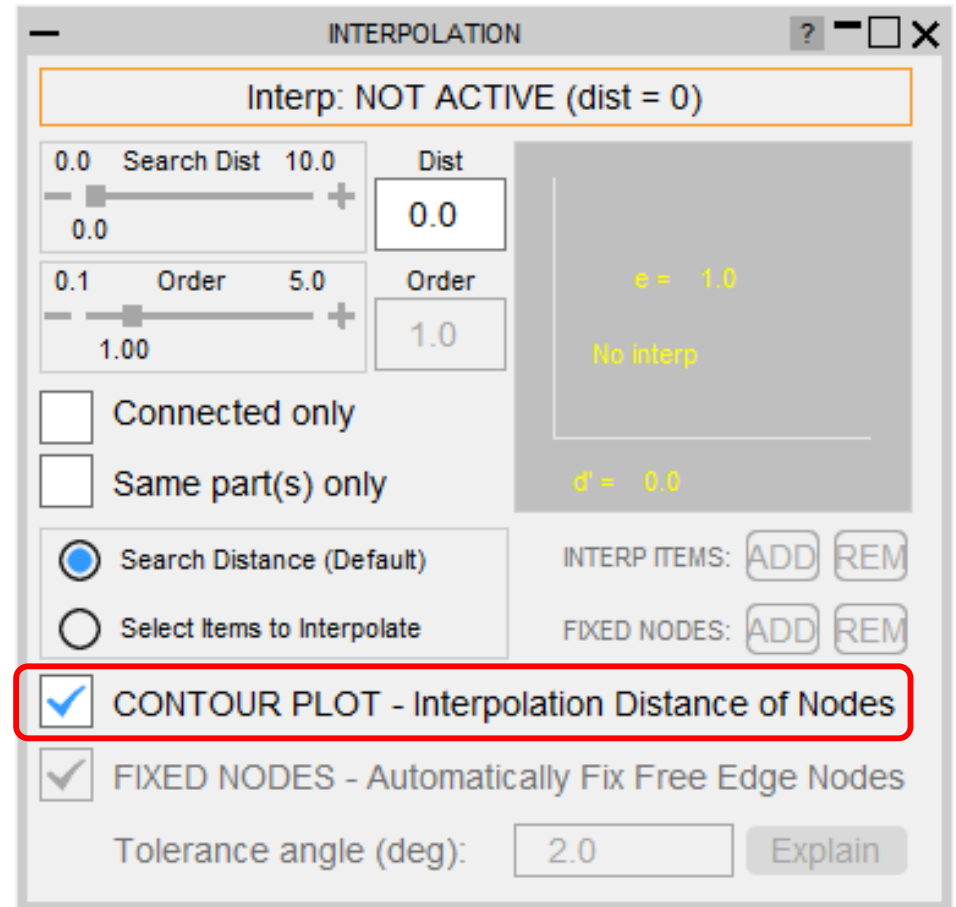 INTERPOLATION
?
Interp: NOT ACTIVE (dist = 0)
0.0 Search Dist 10.0
0.0
Dist
0.0
0.1 Order 5.0
1.00
Order
1.0
e = 1.0
No interp
d' = 0.0
Connected only
Same part(s) only
Search Distance (Default)
Select Items to Interpolate
INTERP ITEMS: ADD REM
FIXED NODES: ADD REM
CONTOUR PLOT - Interpolation Distance of Nodes
FIXED NODES - Automatically Fix Free Edge Nodes
Tolerance angle (deg): 2.0 Explain